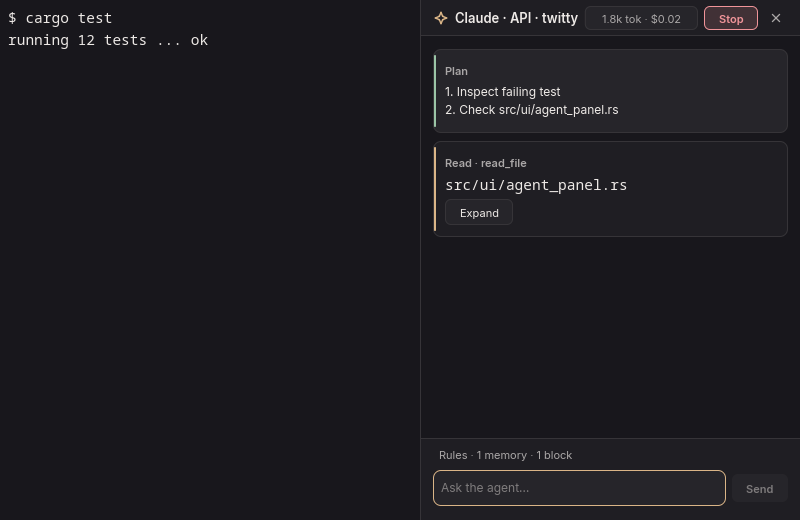 $ cargo test
running 12 tests ... ok
Claude · API · twitty
1.8k tok · $0.02
Stop
Plan
1. Inspect failing test
2. Check src/ui/agent_panel.rs
Read · read_file
src/ui/agent_panel.rs
Expand
Rules · 1 memory · 1 block
Ask the agent...
Send